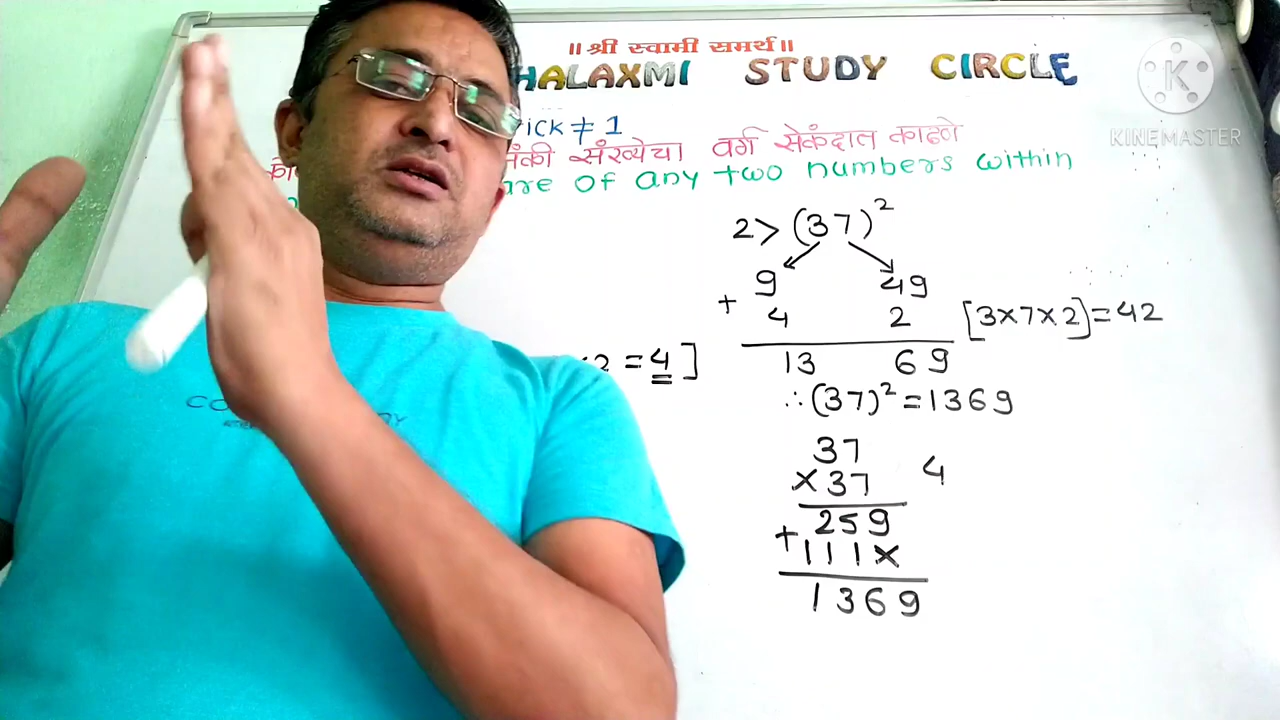 ॥ श्री स्वामी समर्थ॥
HALAXMI STUDY CIRCLE
KINEMASTER
ick # 1
अंकी संख्येचा वर्ग सेकंदात काढणे
are of any two numbers within
2> (37)²
9 49
+ 4 2 [3×7×2]=42
13 69
2 = 4 ]
∴(37)² = 1369
37
×37 4
259
+111×
1369